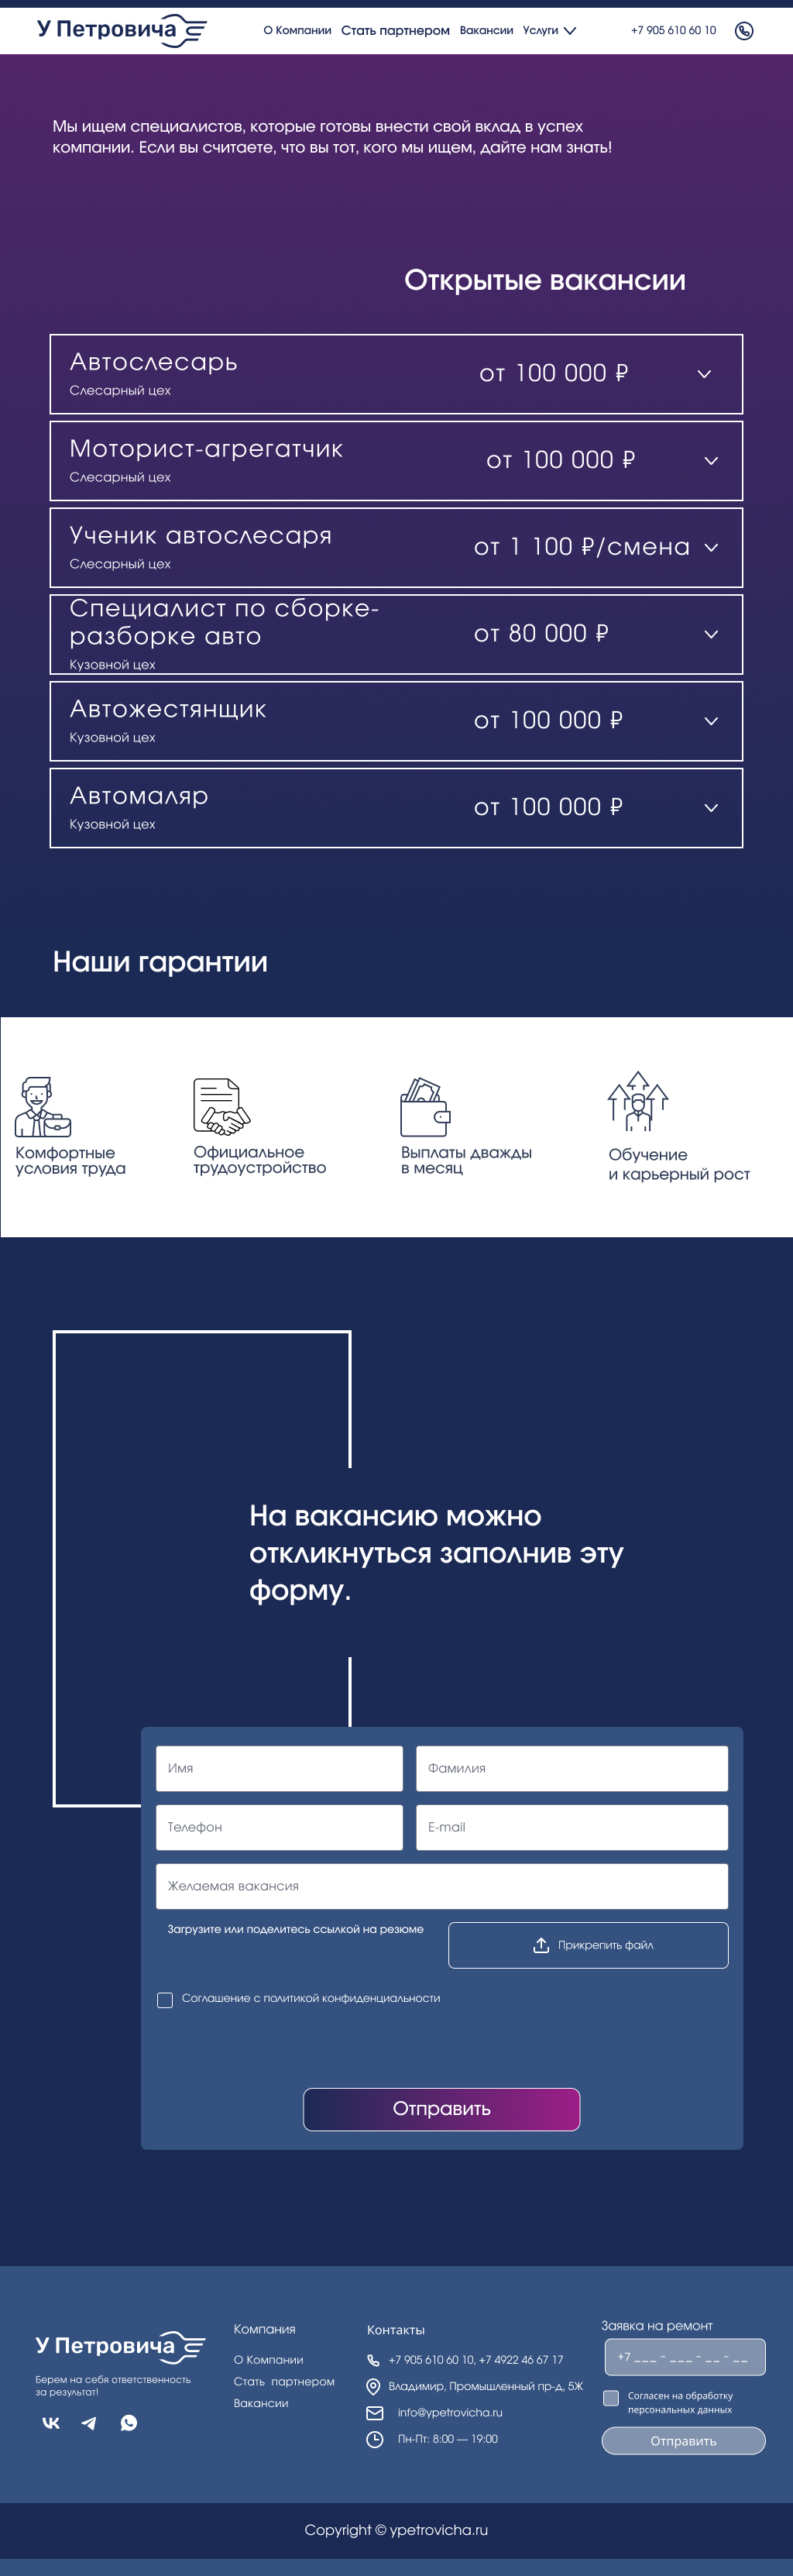 У Петровича
О Компании Стать партнером Вакансии Услуги
+7 905 610 60 10
Мы ищем специалистов, которые готовы внести свой вклад в успех
компании. Если вы считаете, что вы тот, кого мы ищем, дайте нам знать!
Открытые вакансии
Автослесарь
Слесарный цех
от 100 000 ₽
Моторист-агрегатчик
Слесарный цех
от 100 000 ₽
Ученик автослесаря
Слесарный цех
от 1 100 ₽/смена
Специалист по сборке-
разборке авто
Кузовной цех
от 80 000 ₽
Автожестянщик
Кузовной цех
от 100 000 ₽
Автомаляр
Кузовной цех
от 100 000 ₽
Наши гарантии
Комфортные
условия труда
Официальное
трудоустройство
Выплаты дважды
в месяц
Обучение
и карьерный рост
На вакансию можно
откликнуться заполнив эту
форму.
Имя
Фамилия
Телефон
E-mail
Желаемая вакансия
Загрузите или поделитесь ссылкой на резюме
Прикрепить файл
Соглашение с политикой конфиденциальности
Отправить
У Петровича
Берем на себя ответственность
за результат!
Компания
О Компании
Стать партнером
Вакансии
Контакты
+7 905 610 60 10, +7 4922 46 67 17
Владимир, Промышленный пр-д, 5Ж
info@ypetrovicha.ru
Пн-Пт: 8:00 — 19:00
Заявка на ремонт
+7 ___ - ___ - __ - __
Согласен на обработку
персональных данных
Отправить
Copyright © ypetrovicha.ru